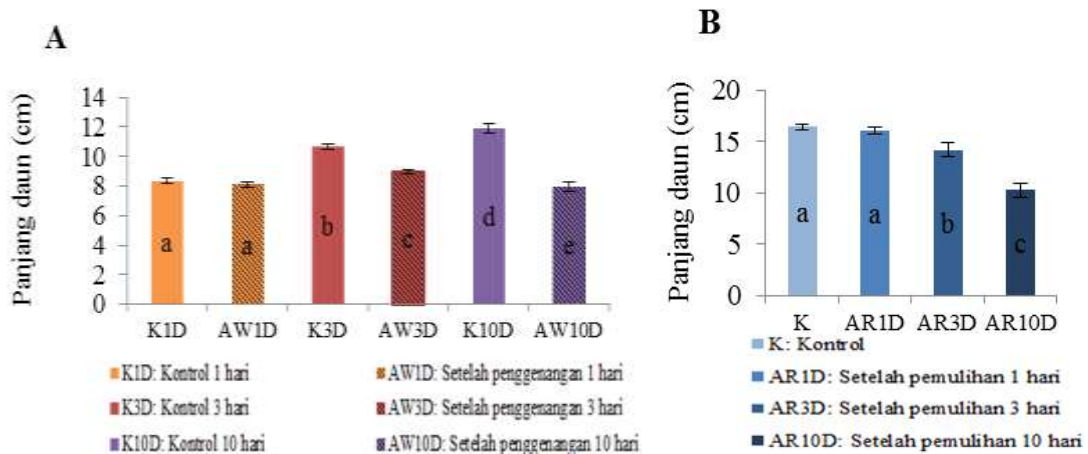 A
Panjang daun (cm)
14
12
10
8
6
4
2
0
a
a
b
c
d
e
K1D AW1D K3D AW3D K10D AW10D
K1D: Kontrol 1 hari AW1D: Setelah penggenangan 1 hari
K3D: Kontrol 3 hari AW3D: Setelah penggenangan 3 hari
K10D: Kontrol 10 hari AW10D: Setelah penggenangan 10 hari
B
Panjang daun (cm)
20
15
10
5
0
a
a
b
c
K AR1D AR3D AR10D
K: Kontrol
AR1D: Setelah pemulihan 1 hari
AR3D: Setelah pemulihan 3 hari
AR10D: Setelah pemulihan 10 hari